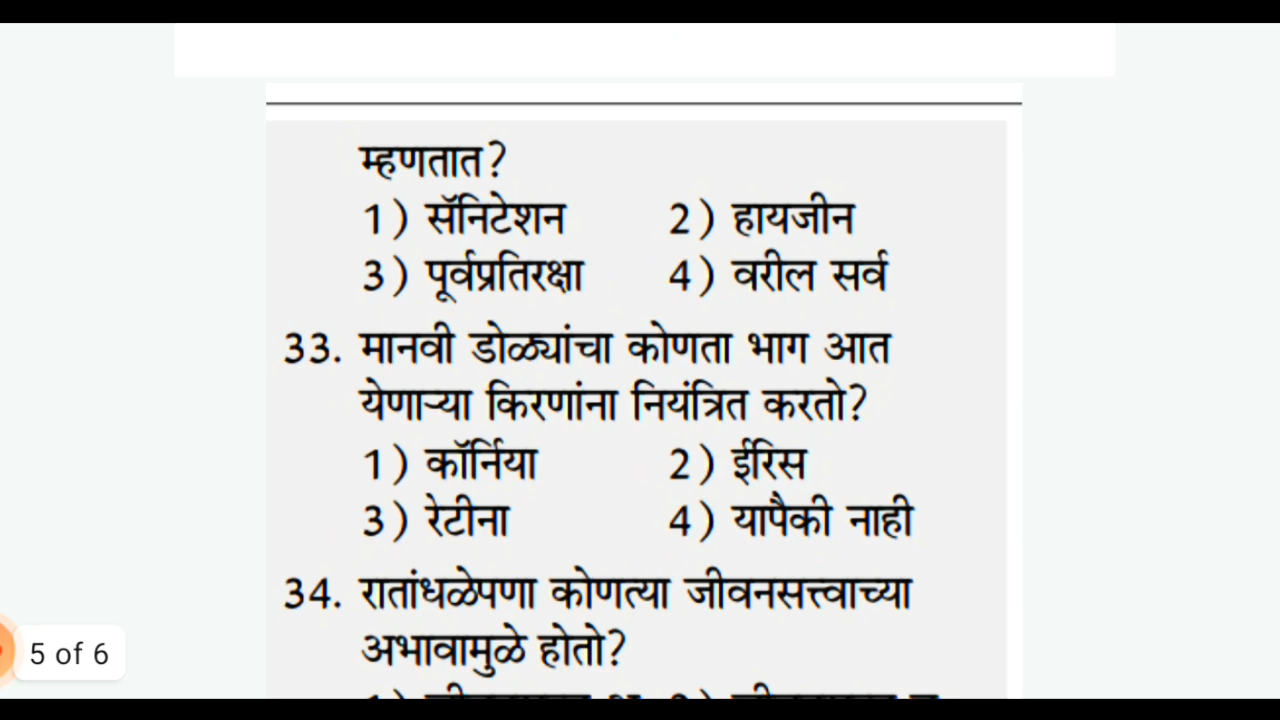 म्हणतात?
1) सॅनिटेशन 2) हायजीन
3) पूर्वप्रतिरक्षा 4) वरील सर्व
33. मानवी डोळ्यांचा कोणता भाग आत
येणाऱ्या किरणांना नियंत्रित करतो?
1) कॉर्निया 2) ईरिस
3) रेटीना 4) यापैकी नाही
34. रातांधळेपणा कोणत्या जीवनसत्त्वाच्या
अभावामुळे होतो?
5 of 6